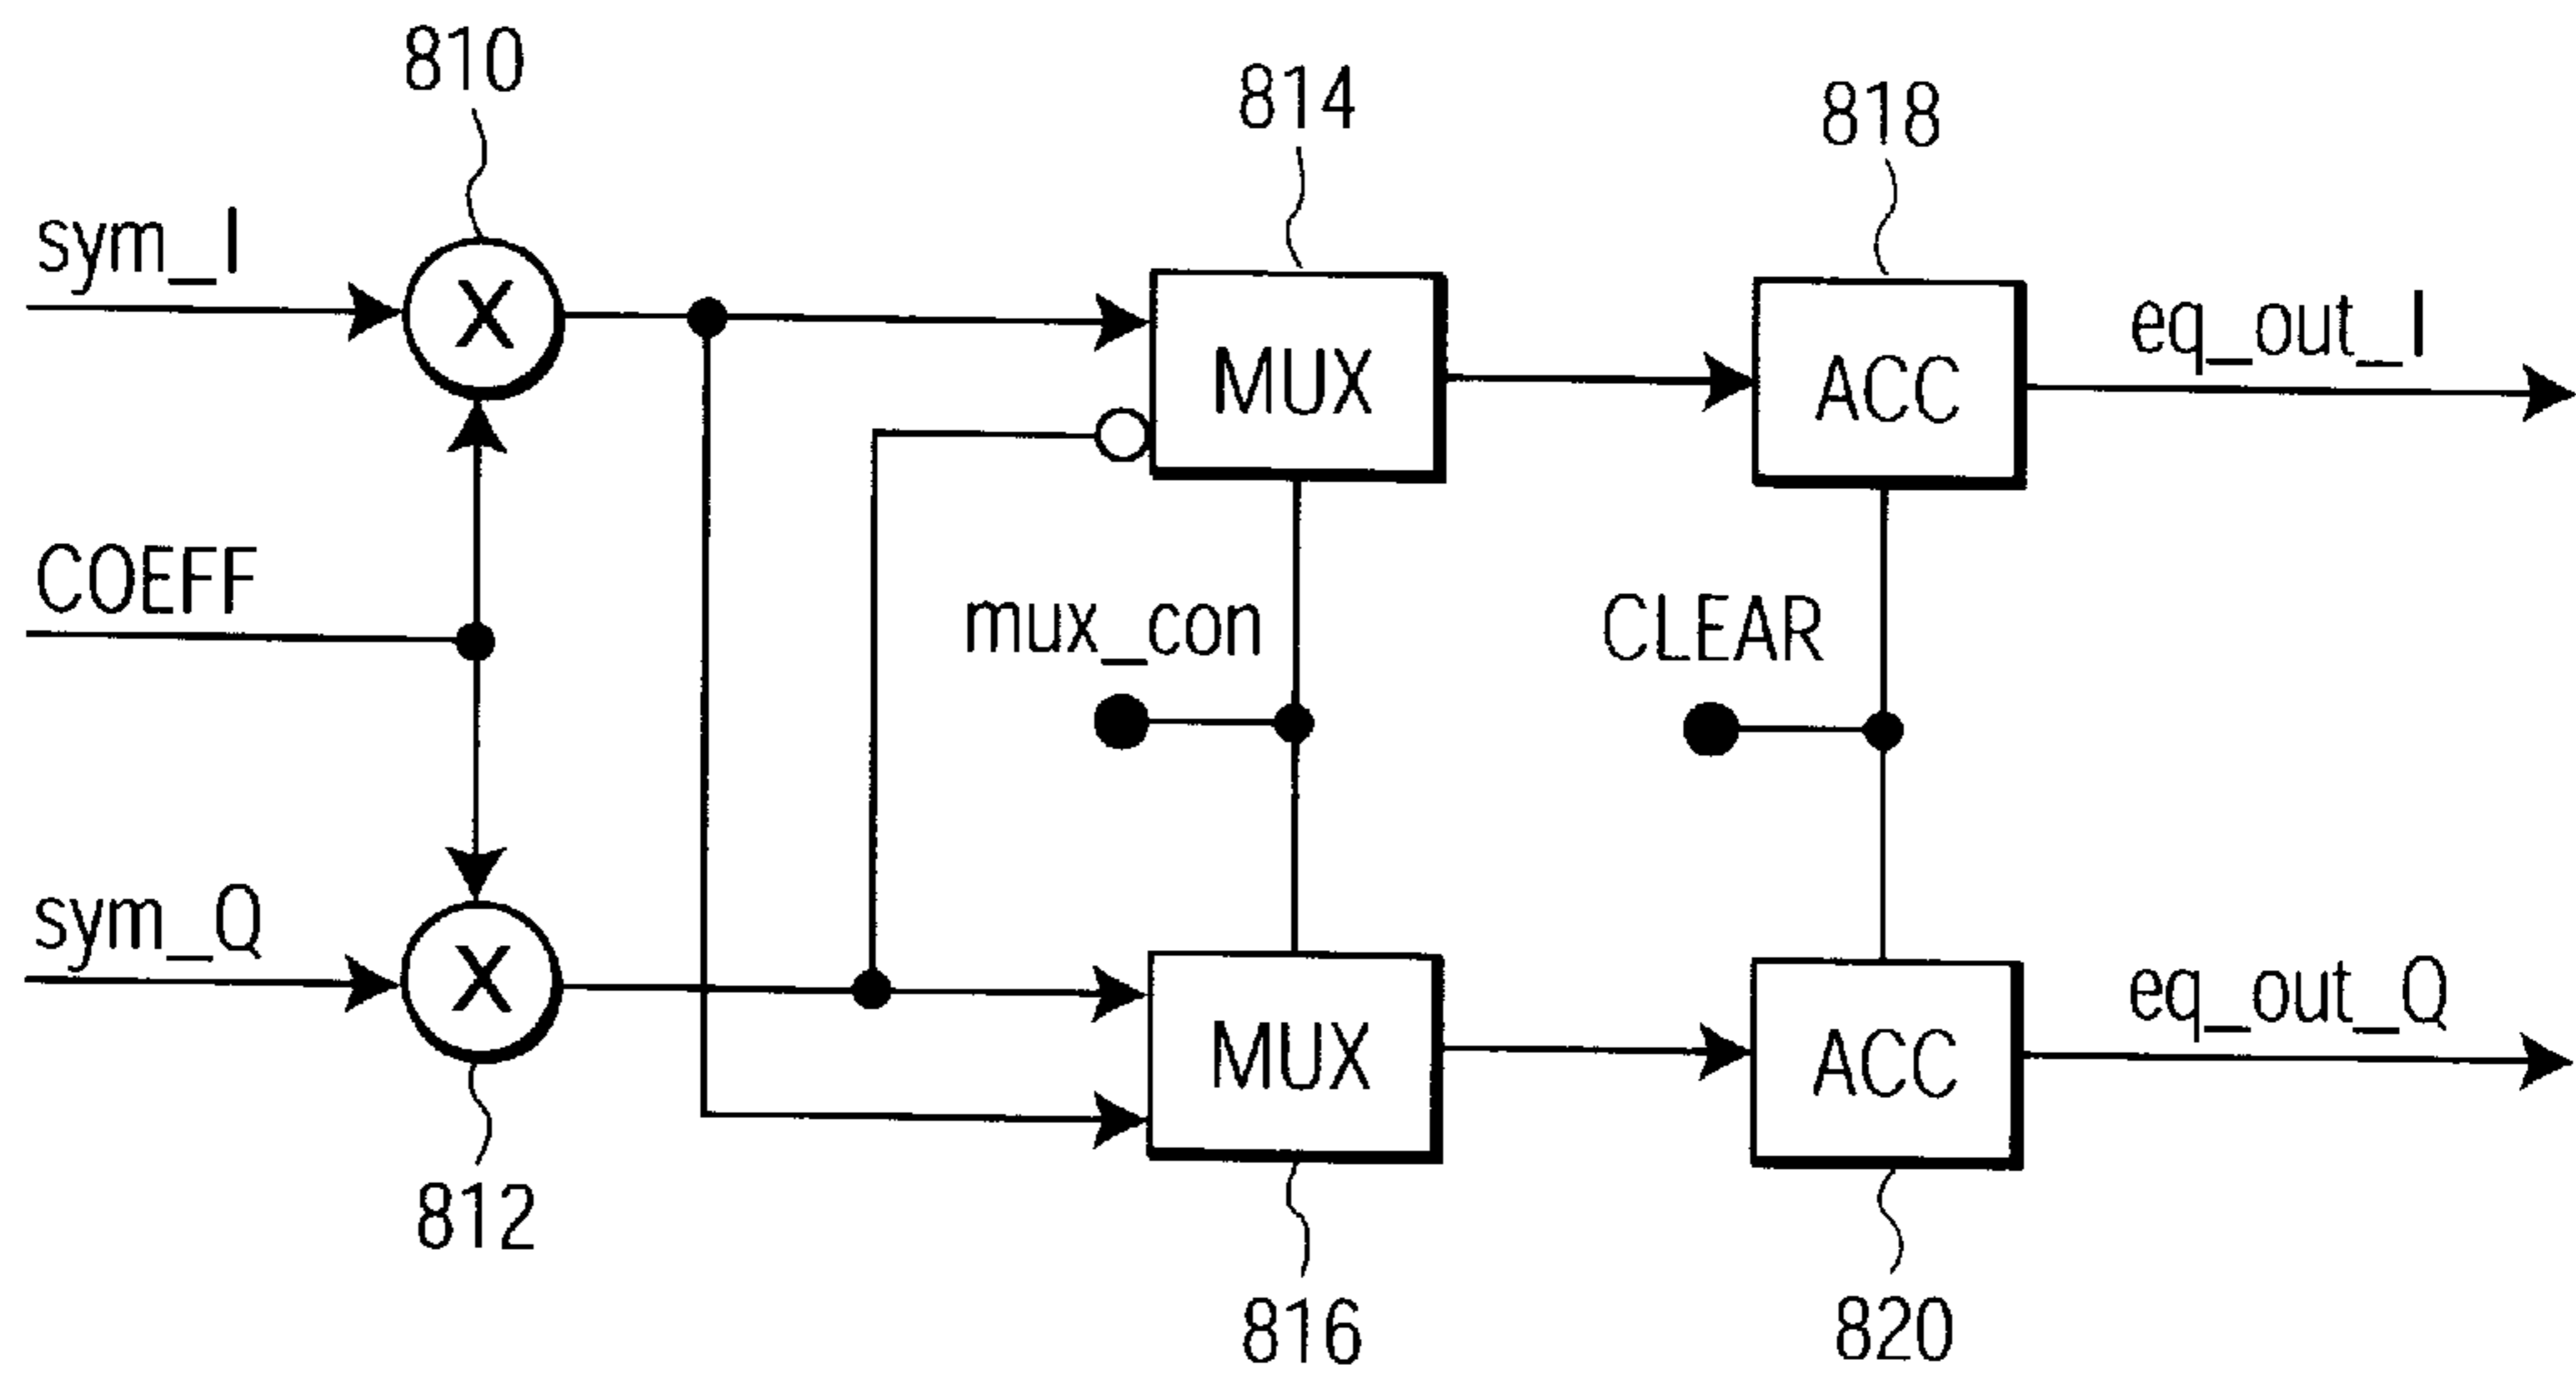 810
814
818
sym_I
X
MUX
ACC
eq_out_I
COEFF
mux_con
CLEAR
sym_Q
X
MUX
ACC
eq_out_Q
812
816
820